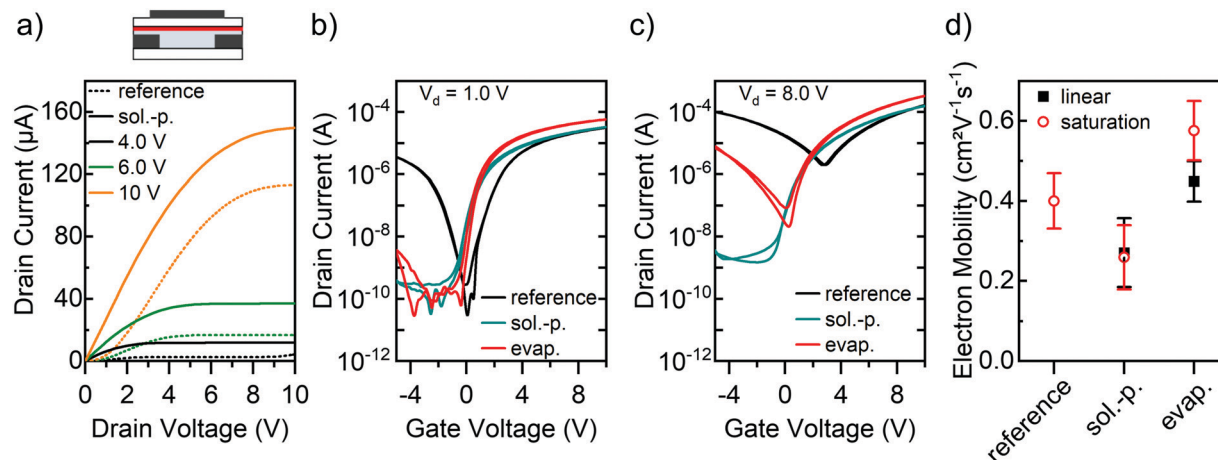 a)
reference
sol.-p.
4.0 V
6.0 V
10 V
160
120
80
40
0
Drain Current (µA)
0 2 4 6 8 10
Drain Voltage (V)
b)
V_d = 1.0 V
10⁻⁴
10⁻⁶
10⁻⁸
10⁻¹⁰
10⁻¹²
Drain Current (A)
reference
sol.-p.
evap.
-4 0 4 8
Gate Voltage (V)
c)
V_d = 8.0 V
10⁻⁴
10⁻⁶
10⁻⁸
10⁻¹⁰
10⁻¹²
Drain Current (A)
reference
sol.-p.
evap.
-4 0 4 8
Gate Voltage (V)
d)
linear
saturation
0.6
0.4
0.2
0.0
Electron Mobility (cm²V⁻¹s⁻¹)
reference
sol.-p.
evap.